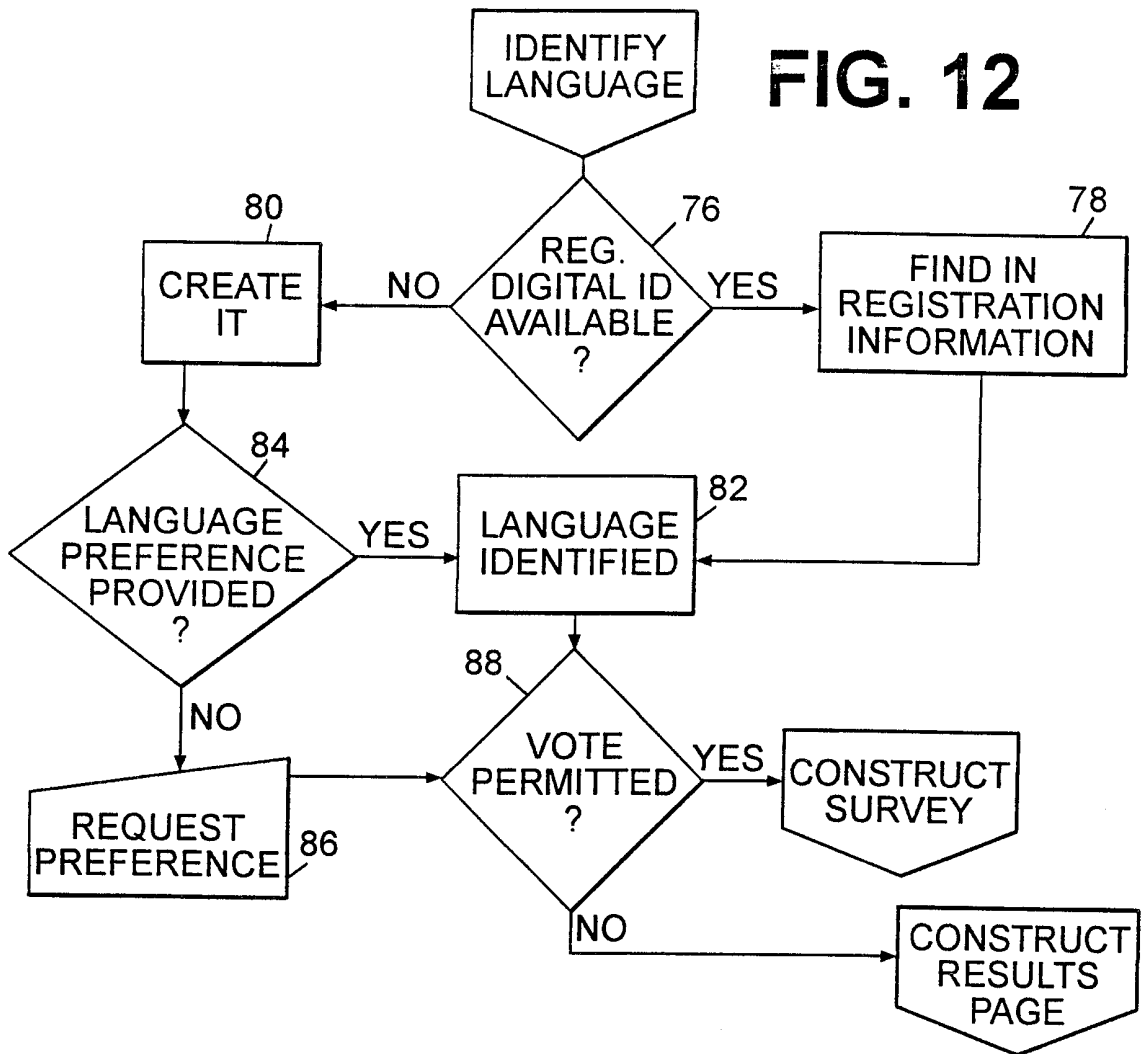 IDENTIFY
LANGUAGE
FIG. 12
76
REG.
DIGITAL ID
AVAILABLE
?
NO
YES
80
CREATE
IT
78
FIND IN
REGISTRATION
INFORMATION
84
LANGUAGE
PREFERENCE
PROVIDED
?
YES
NO
82
LANGUAGE
IDENTIFIED
86
REQUEST
PREFERENCE
88
VOTE
PERMITTED
?
YES
NO
CONSTRUCT
SURVEY
CONSTRUCT
RESULTS
PAGE